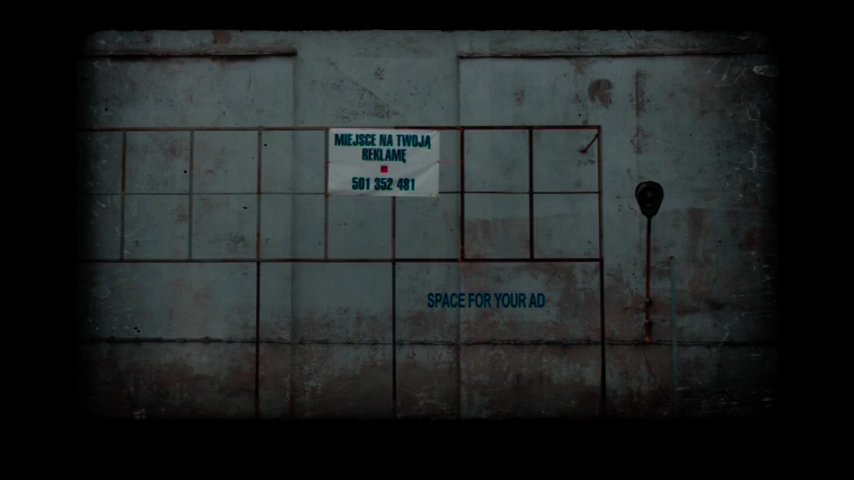 MIEJSCE NA TWOJĄ
REKLAMĘ
501 352 481
SPACE FOR YOUR AD